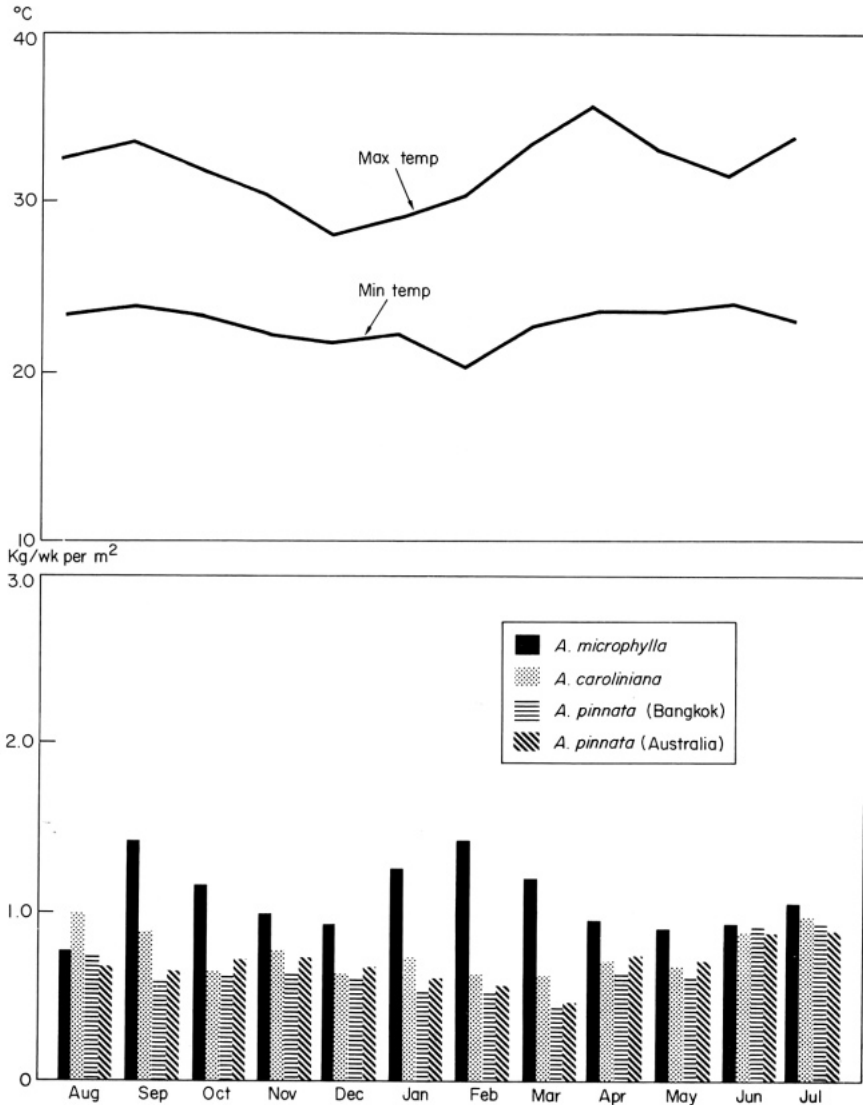 °C
40
Max temp
30
Min temp
20
10
Kg/wk per m²
3.0
A. microphylla
A. caroliniana
A. pinnata (Bangkok)
A. pinnata (Australia)
2.0
1.0
0
Aug Sep Oct Nov Dec Jan Feb Mar Apr May Jun Jul